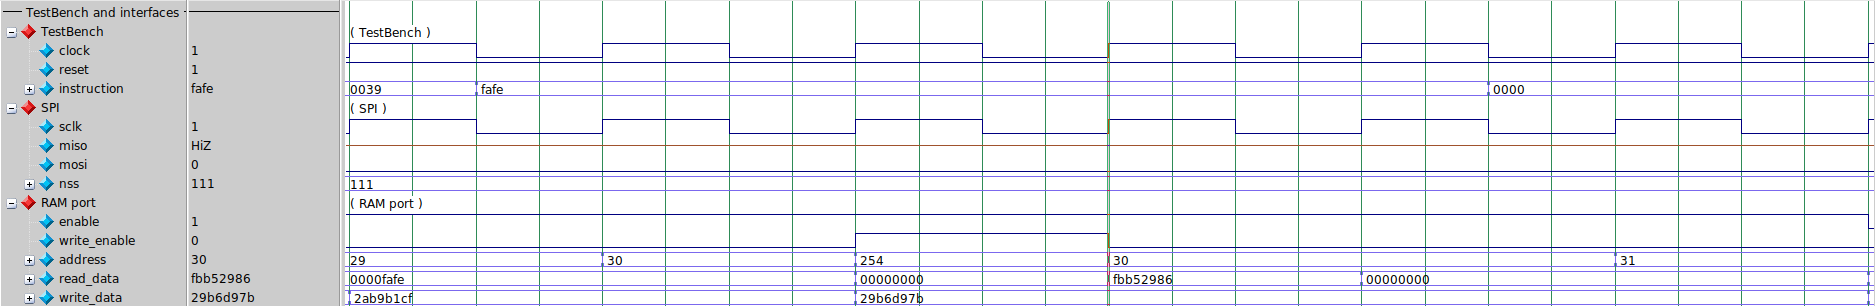 TestBench and interfaces
TestBench
( TestBench )
clock 1
reset 1
instruction fafe 0039 fafe 0000
SPI ( SPI )
sclk 1
miso HiZ
mosi 0
nss 111 111
RAM port ( RAM port )
enable 1
write_enable 0
address 30 29 30 254 30 31
read_data fbb52986 0000fafe 00000000 fbb52986 00000000
write_data 29b6d97b 2ab9b1cf 29b6d97b